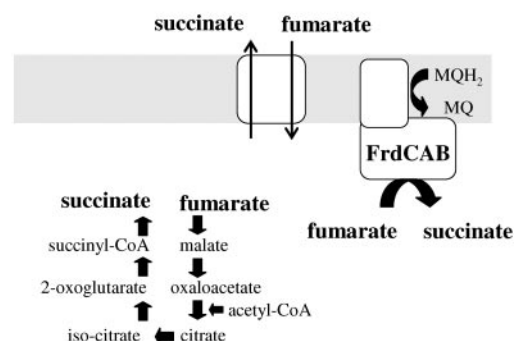 succinate fumarate
MQH₂
MQ
FrdCAB
succinate fumarate
fumarate succinate
succinyl-CoA malate
2-oxoglutarate oxaloacetate
acetyl-CoA
iso-citrate citrate